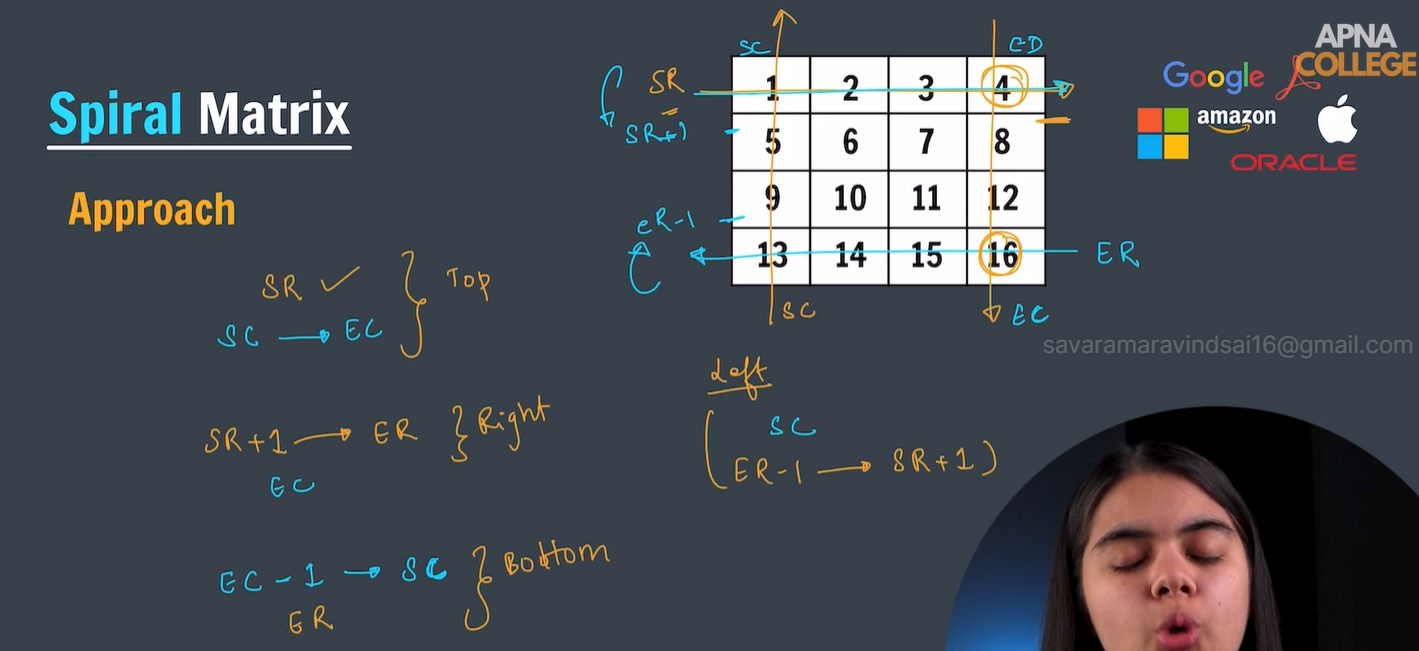 Spiral Matrix
Approach
SR ✓ } Top
SC → EC
SR+1 → ER } Right
EC
EC - 1 → SC } Bottom
ER
SC
SR
SR+1
eR-1
1 2 3 4
5 6 7 8
9 10 11 12
13 14 15 16
ER
SC
EC
Left
SC
(ER-1 → SR+1)
Google
APNA
COLLEGE
amazon
ORACLE
savaramaravindsai16@gmail.com